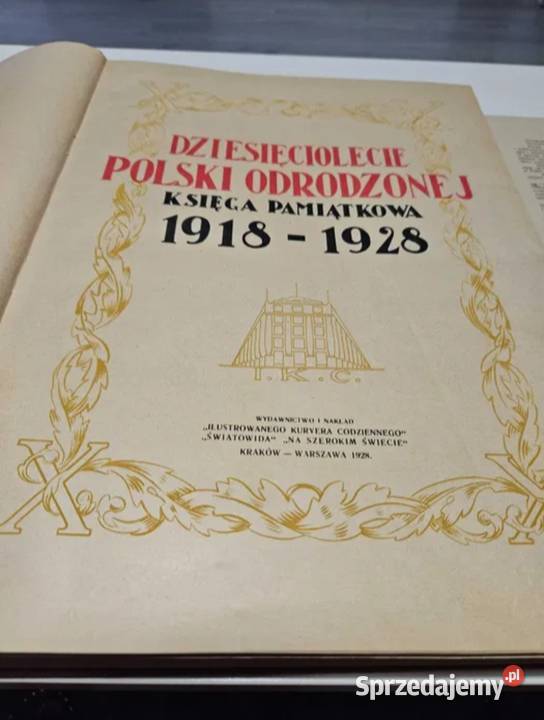 DZIESIĘCIOLECIE
POLSKI ODRODZONEJ
KSIĘGA PAMIĄTKOWA
1918 - 1928
I. K. C.
WYDAWNICTWO I NAKŁAD
„ILUSTROWANEGO KURYERA CODZIENNEGO"
„ŚWIATOWIDA" „NA SZEROKIM ŚWIECIE"
KRAKÓW — WARSZAWA 1928.
X
X
Sprzedajemy.pl